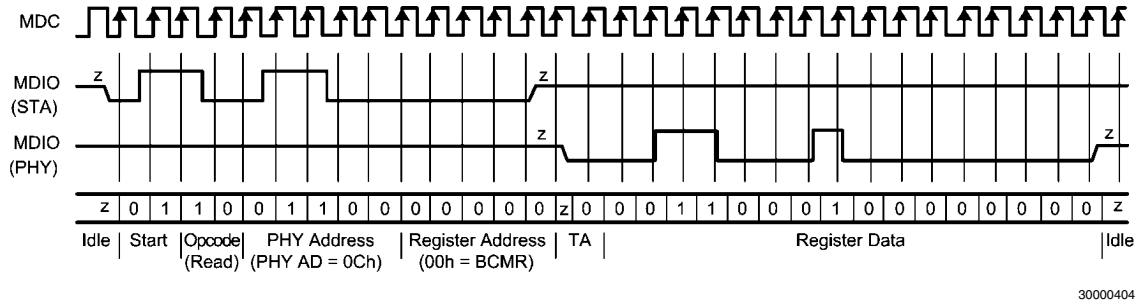 MDC
MDIO (STA) z z
MDIO (PHY) z z
z 0 1 1 0 0 1 1 0 0 0 0 0 0 0 z 0 0 0 1 1 0 0 0 1 0 0 0 0 0 0 0 0 z
Idle Start Opcode (Read) PHY Address (PHY AD = 0Ch) Register Address (00h = BCMR) TA Register Data Idle
30000404